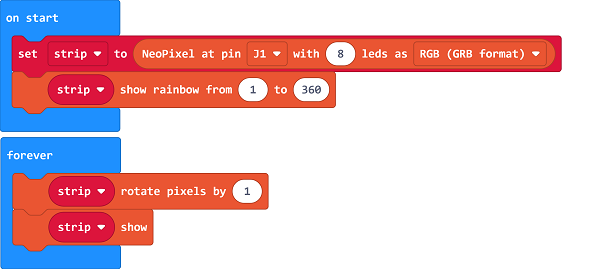 on start
set strip to NeoPixel at pin J1 with 8 leds as RGB (GRB format)
strip show rainbow from 1 to 360
forever
strip rotate pixels by 1
strip show